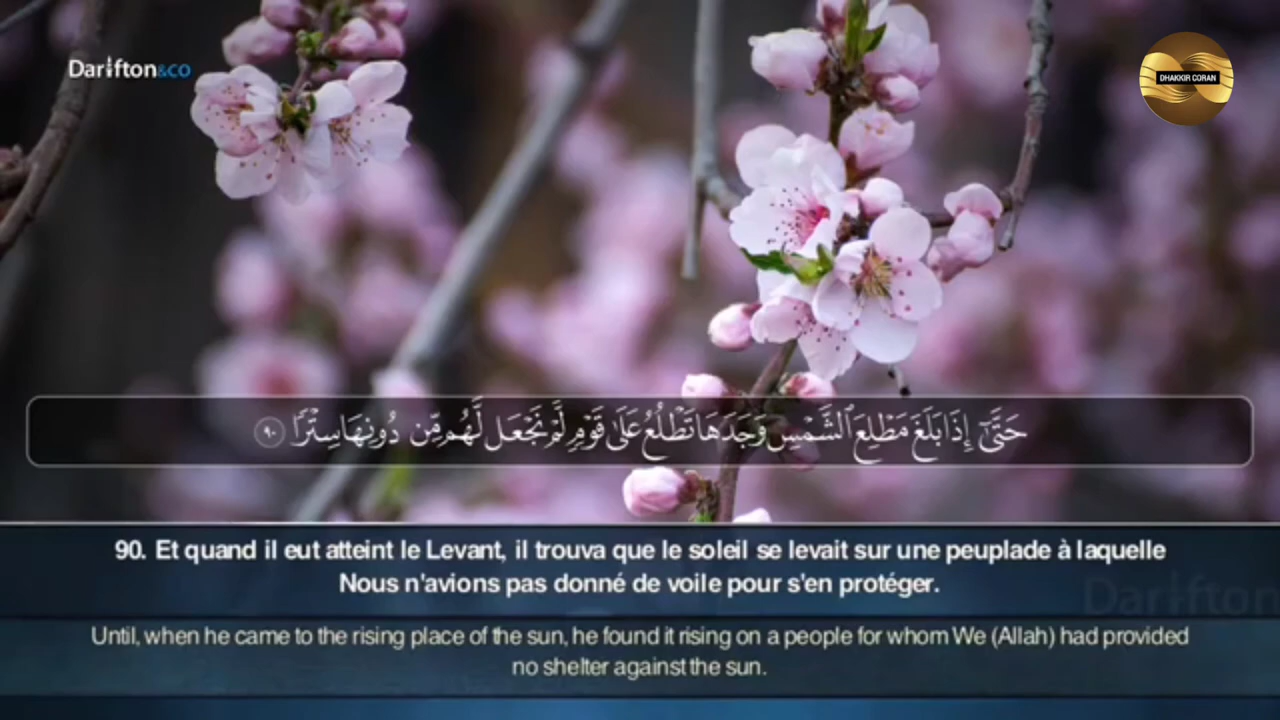 Darifton&co
DHAKKIR CORAN
حَتَّىٰٓ إِذَا بَلَغَ مَطْلِعَ ٱلشَّمْسِ وَجَدَهَا تَطْلُعُ عَلَىٰ قَوْمٍ لَّمْ نَجْعَل لَّهُم مِّن دُونِهَا سِتْرًا ٩٠
90. Et quand il eut atteint le Levant, il trouva que le soleil se levait sur une peuplade à laquelle
Nous n'avions pas donné de voile pour s'en protéger.
Darifton
Until, when he came to the rising place of the sun, he found it rising on a people for whom We (Allah) had provided
no shelter against the sun.